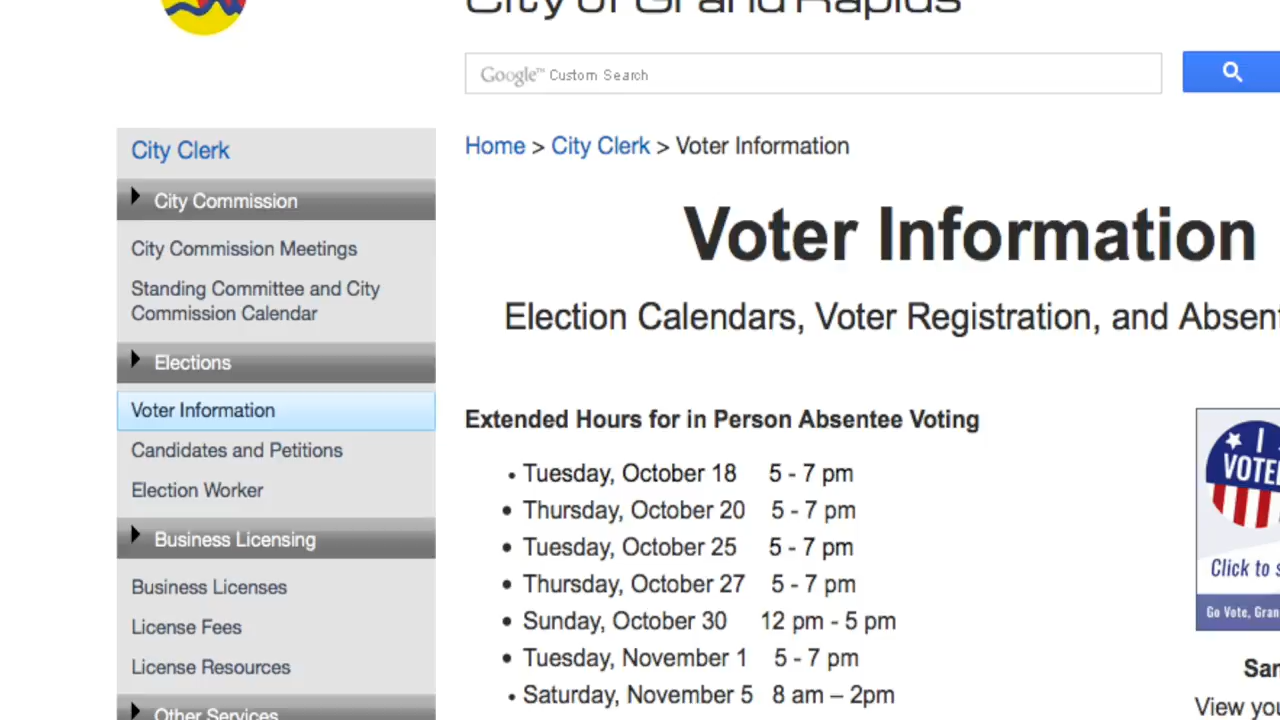 City of Grand Rapids
Google™ Custom Search
Home > City Clerk > Voter Information
City Clerk
City Commission
City Commission Meetings
Standing Committee and City
Commission Calendar
Elections
Voter Information
Candidates and Petitions
Election Worker
Business Licensing
Business Licenses
License Fees
License Resources
Other Services
Voter Information
Election Calendars, Voter Registration, and
Extended Hours for in Person Absentee Voting
• Tuesday, October 18 5 - 7 pm
• Thursday, October 20 5 - 7 pm
• Tuesday, October 25 5 - 7 pm
• Thursday, October 27 5 - 7 pm
• Sunday, October 30 12 pm - 5 pm
• Tuesday, November 1 5 - 7 pm
• Saturday, November 5 8 am – 2pm
I
Click to
Go Vote,
View